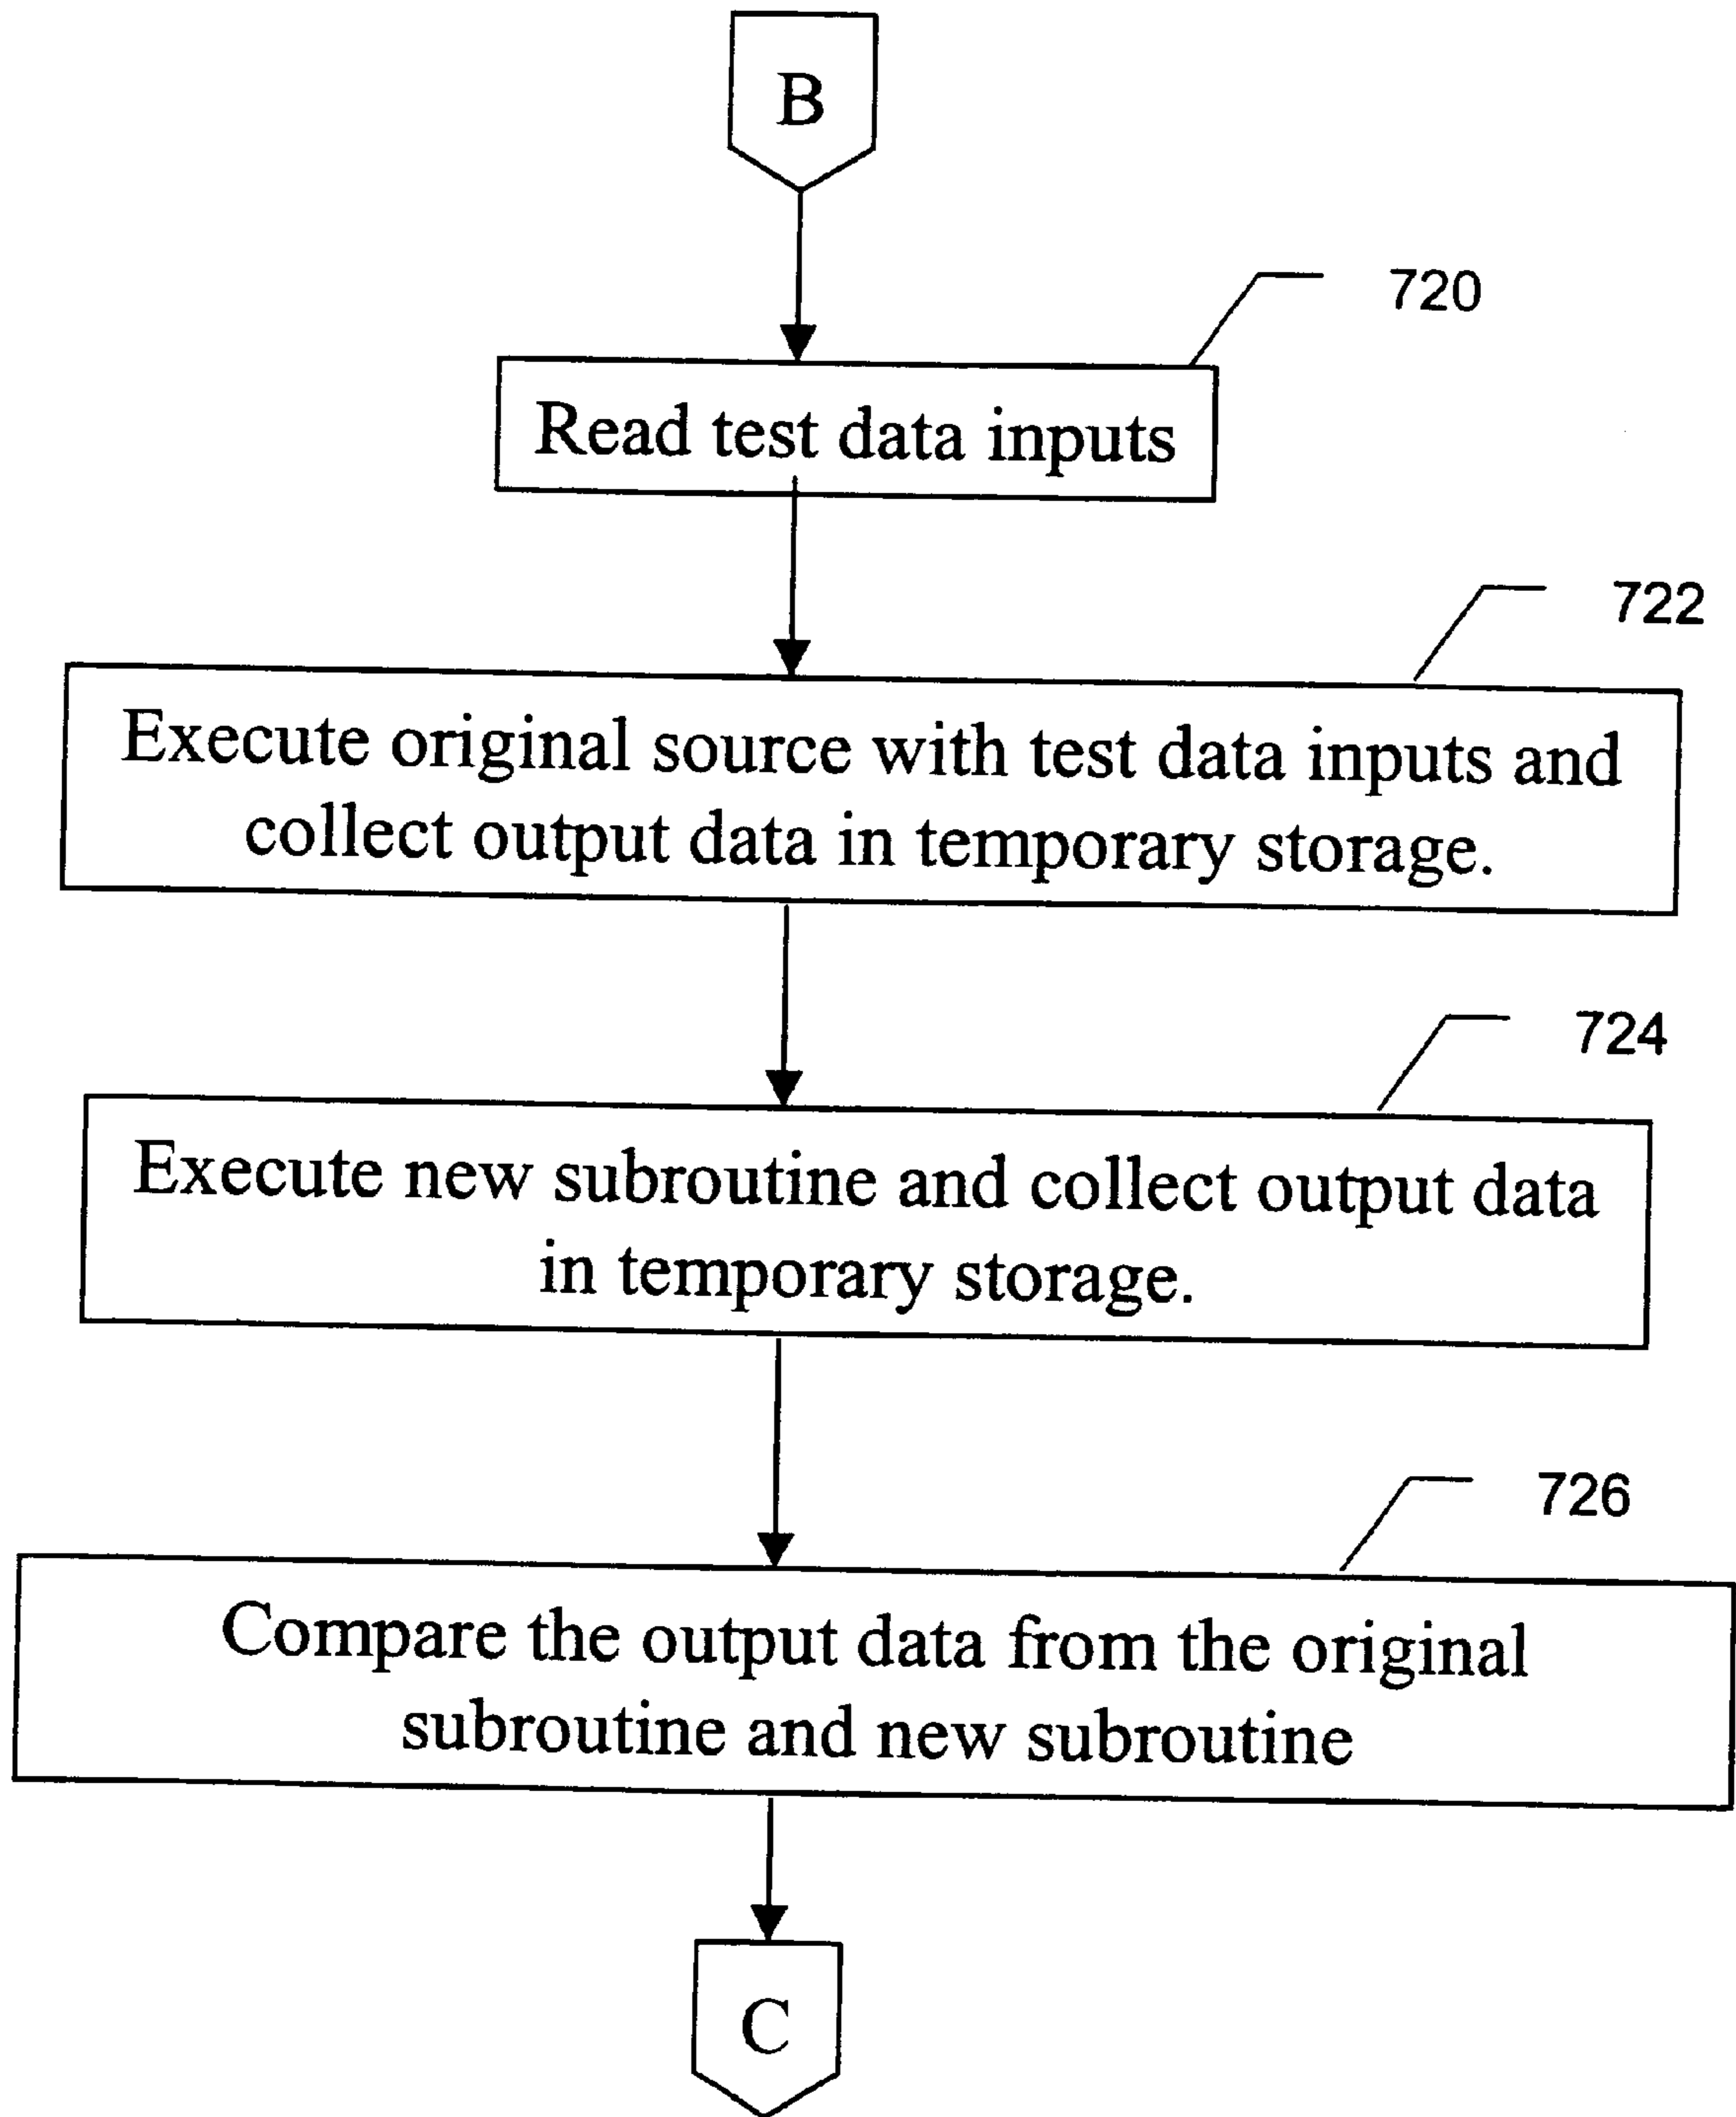 B
720
Read test data inputs
722
Execute original source with test data inputs and
collect output data in temporary storage.
724
Execute new subroutine and collect output data
in temporary storage.
726
Compare the output data from the original
subroutine and new subroutine
C